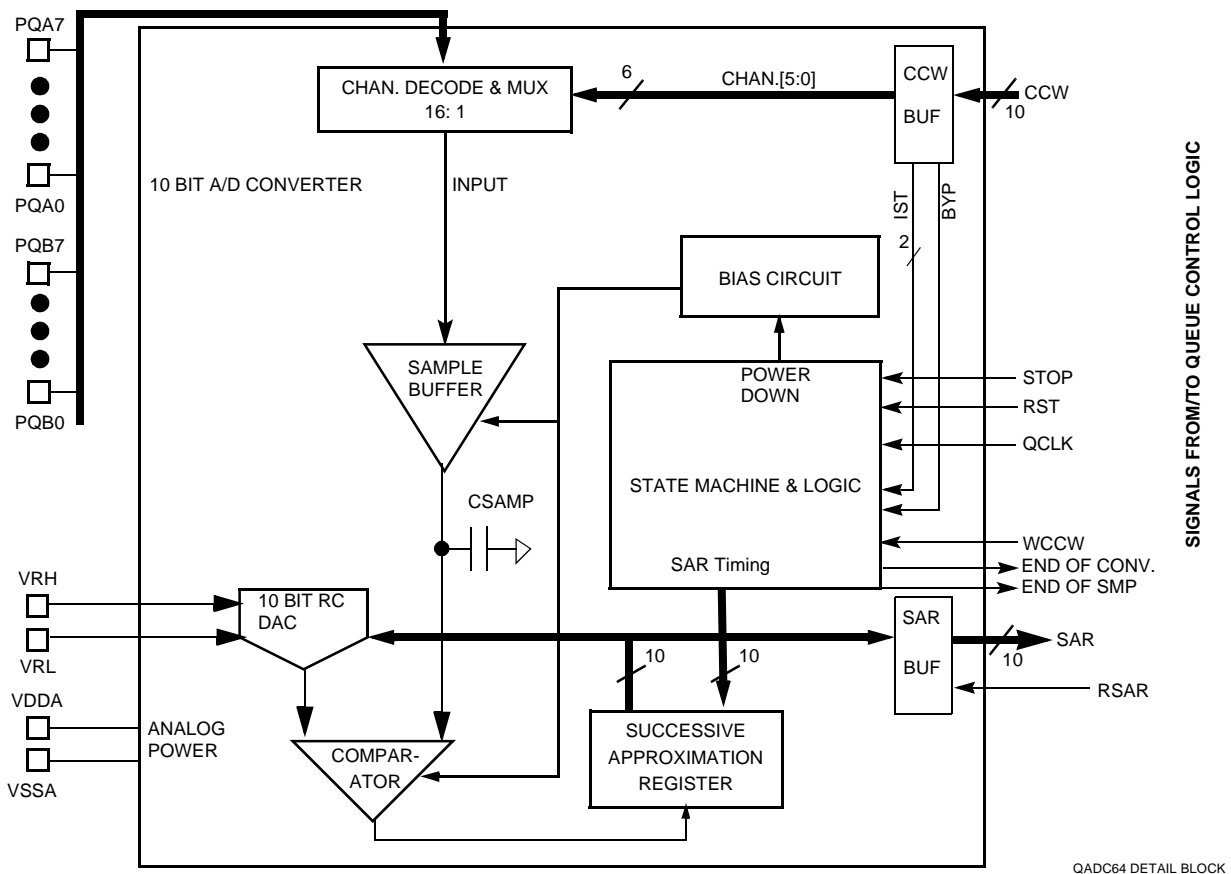 PQA7
PQA0
PQB7
PQB0
VRH
VRL
VDDA
VSSA
CHAN. DECODE & MUX
16: 1
6
CHAN.[5:0]
CCW
BUF
CCW
10
10 BIT A/D CONVERTER
INPUT
IST
BYP
2
BIAS CIRCUIT
SAMPLE
BUFFER
POWER
DOWN
STATE MACHINE & LOGIC
SAR Timing
STOP
RST
QCLK
WCCW
END OF CONV.
END OF SMP
CSAMP
10 BIT RC
DAC
10
10
SAR
BUF
SAR
10
RSAR
ANALOG
POWER
COMPAR-
ATOR
SUCCESSIVE
APPROXIMATION
REGISTER
SIGNALS FROM/TO QUEUE CONTROL LOGIC
QADC64 DETAIL BLOCK